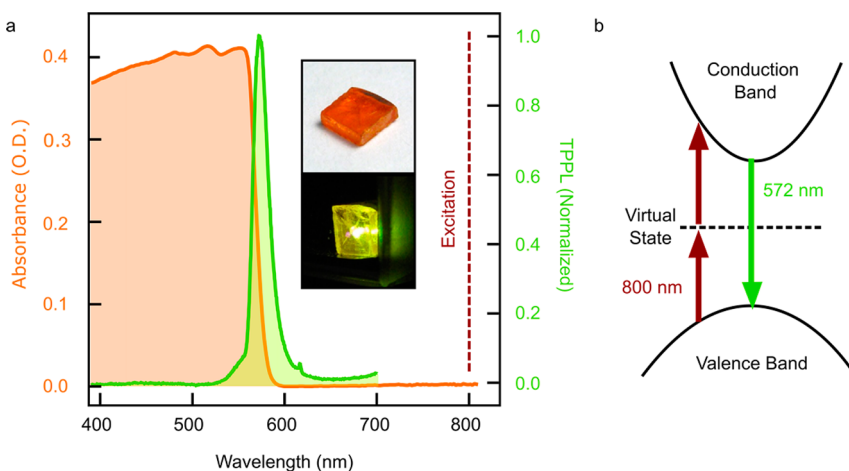 a
0.4
0.3
0.2
0.1
0.0
Absorbance (O.D.)
400
500
600
700
800
Wavelength (nm)
Excitation
1.0
0.8
0.6
0.4
0.2
0.0
TPPL (Normalized)
b
Conduction
Band
572 nm
Virtual
State
800 nm
Valence Band